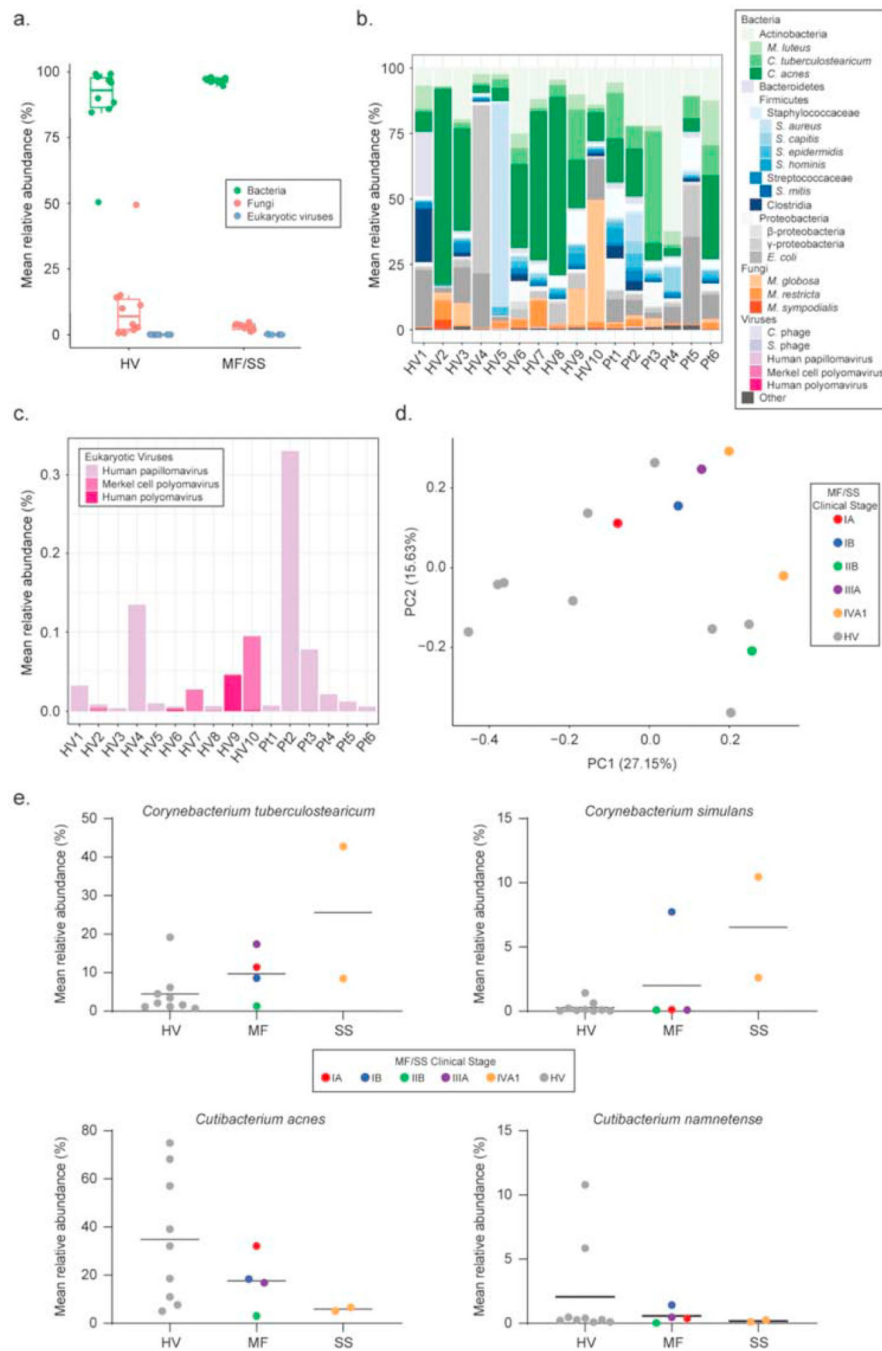 a.
b.
Mean relative abundance (%)
100
75
50
25
0
HV
MF/SS
Bacteria
Fungi
Eukaryotic viruses
Mean relative abundance (%)
100
75
50
25
0
HV1
HV2
HV3
HV4
HV5
HV6
HV7
HV8
HV9
HV10
Pt1
Pt2
Pt3
Pt4
Pt5
Pt6
Bacteria
Actinobacteria
M. luteus
C. tuberculostearicum
C. acnes
Bacteroidetes
Firmicutes
Staphylococcaceae
S. aureus
S. capitis
S. epidermidis
S. hominis
Streptococcaceae
S. mitis
Clostridia
Proteobacteria
β-proteobacteria
γ-proteobacteria
E. coli
Fungi
M. globosa
M. restricta
M. sympodialis
Viruses
C. phage
S. phage
Human papillomavirus
Merkel cell polyomavirus
Human polyomavirus
Other
c.
d.
Mean relative abundance (%)
0.3
0.2
0.1
0.0
Eukaryotic Viruses
Human papillomavirus
Merkel cell polyomavirus
Human polyomavirus
HV1
HV2
HV3
HV4
HV5
HV6
HV7
HV8
HV9
HV10
Pt1
Pt2
Pt3
Pt4
Pt5
Pt6
PC2 (15.63%)
0.2
0.0
−0.2
−0.4
−0.2
0.0
0.2
PC1 (27.15%)
MF/SS
Clinical Stage
IA
IB
IIB
IIIA
IVA1
HV
e.
Corynebacterium tuberculostearicum
Mean relative abundance (%)
50
40
30
20
10
0
HV
MF
SS
Corynebacterium simulans
Mean relative abundance (%)
15
10
5
0
HV
MF
SS
MF/SS Clinical Stage
IA IB IIB IIIA IVA1 HV
Cutibacterium acnes
Mean relative abundance (%)
80
60
40
20
0
HV
MF
SS
Cutibacterium namnetense
Mean relative abundance (%)
15
10
5
0
HV
MF
SS